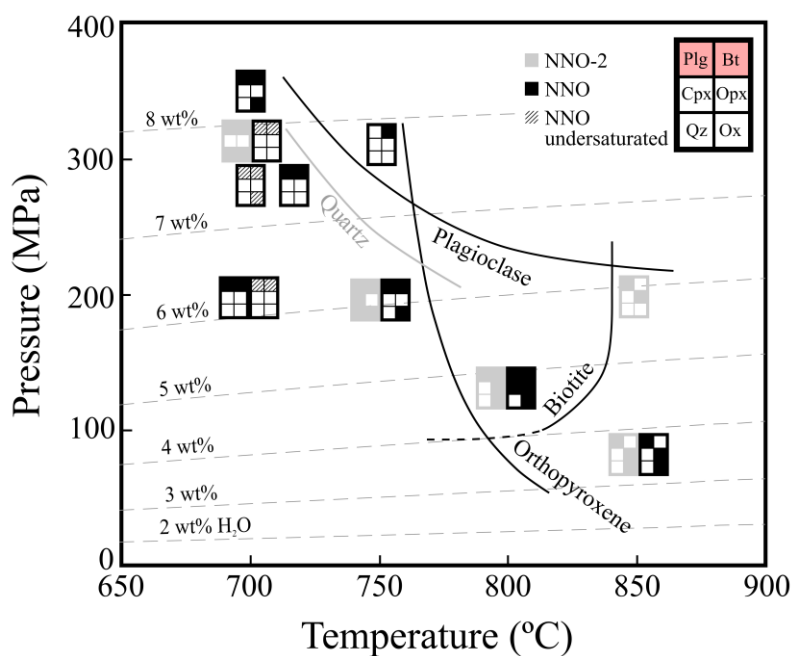 400
300
200
100
0
Pressure (MPa)
650
700
750
800
850
900
Temperature (ºC)
NNO-2
NNO
NNO
undersaturated
Plg Bt
Cpx Opx
Qz Ox
8 wt%
7 wt%
6 wt%
5 wt%
4 wt%
3 wt%
2 wt% H₂O
Quartz
Plagioclase
Biotite
Orthopyroxene